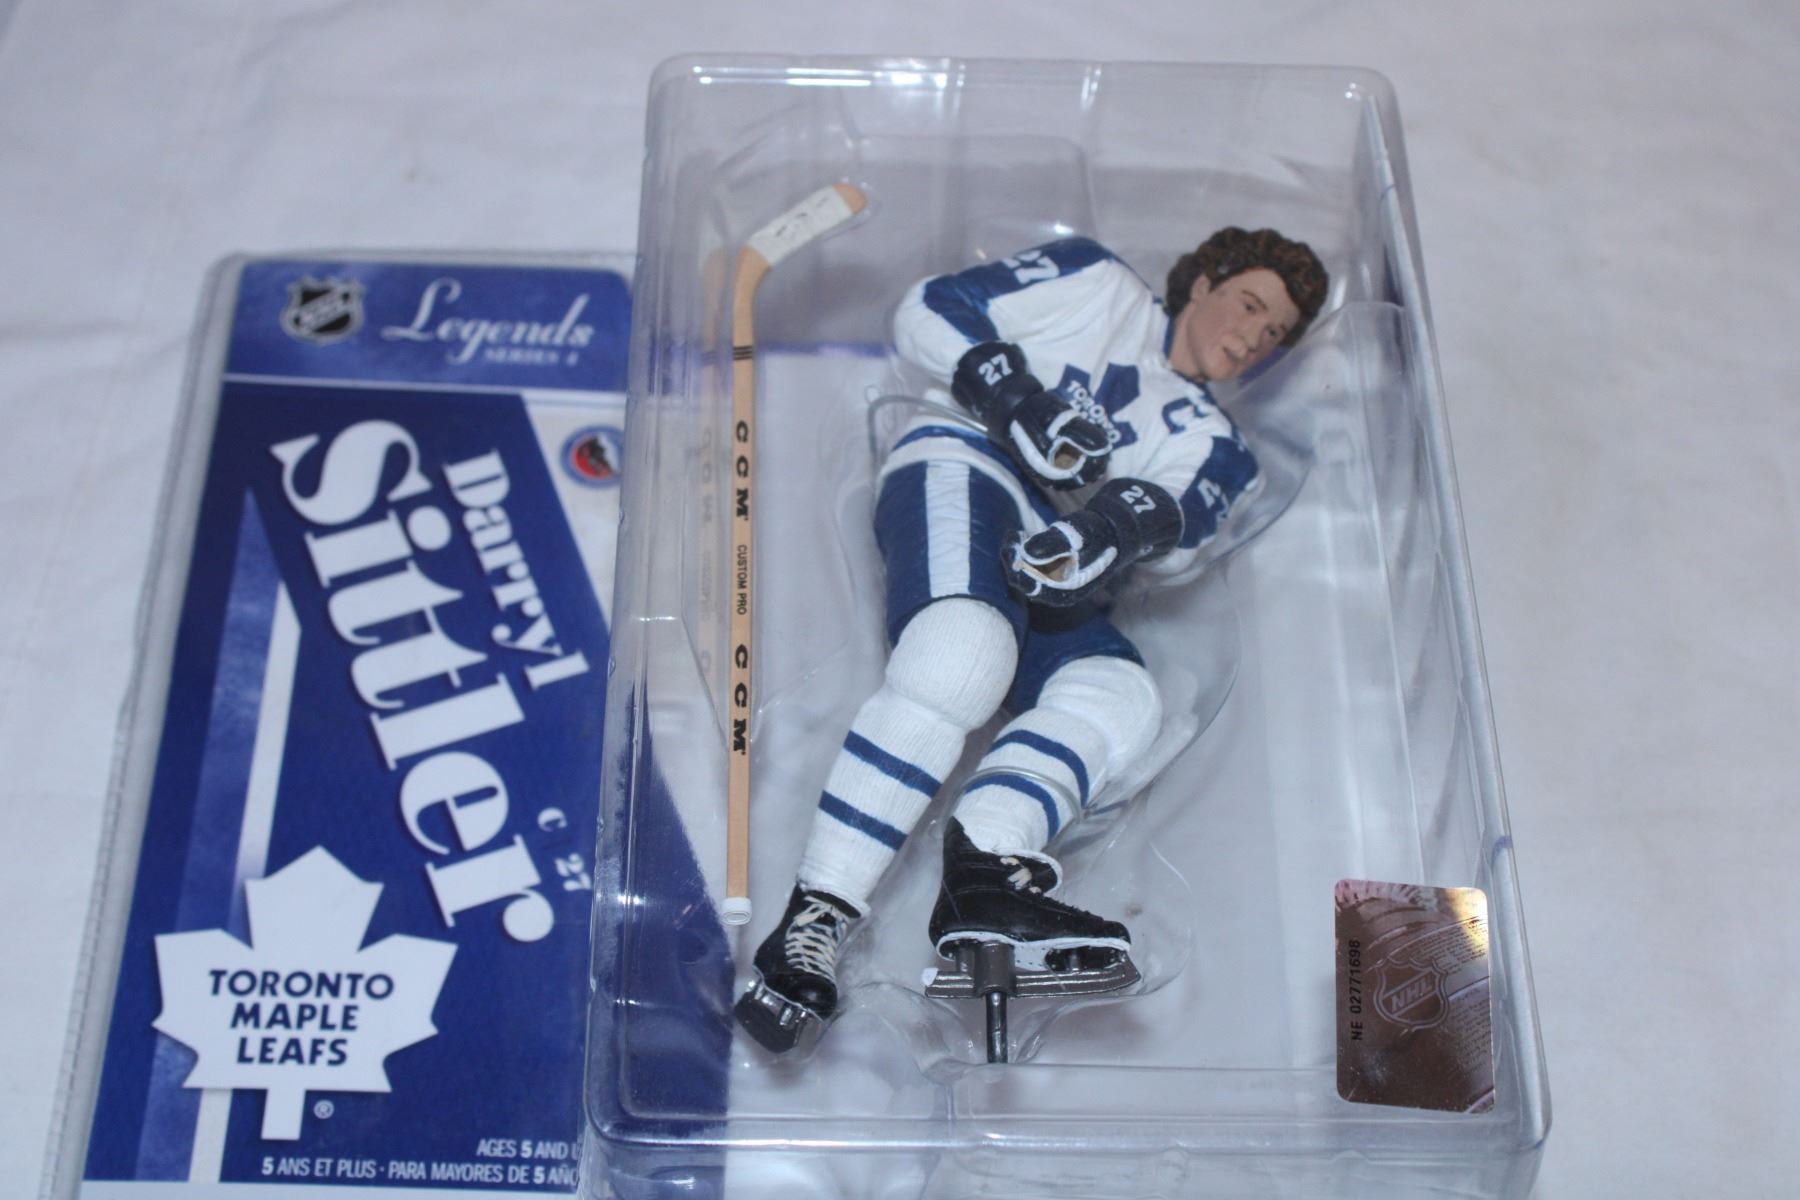 Legends
SERIES 4
Darryl
Sittler
C 27
TORONTO
MAPLE
LEAFS
®
AGES 5 AND
5 ANS ET PLUS · PARA MAYORES DE 5
CCM
CUSTOM PRO
CCM
27
27
TORONTO
C
27
NHL
NE 02771698